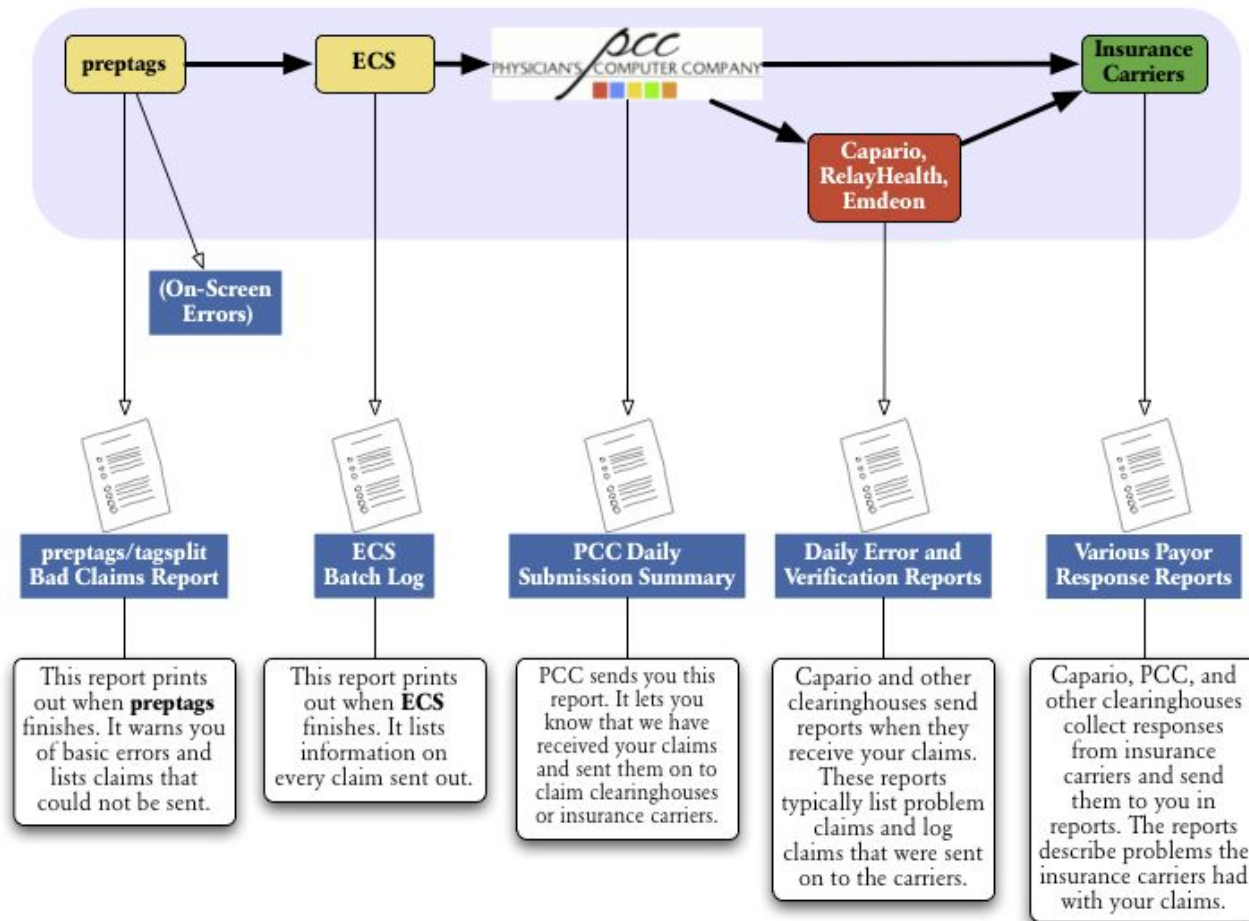 preptags
ECS
pcc
PHYSICIAN'S COMPUTER COMPANY
Insurance
Carriers
Capario,
RelayHealth,
Emdeon
(On-Screen
Errors)
preptags/tagsplit
Bad Claims Report
ECS
Batch Log
PCC Daily
Submission Summary
Daily Error and
Verification Reports
Various Payor
Response Reports
This report prints
out when preptags
finishes. It warns you
of basic errors and
lists claims that
could not be sent.
This report prints
out when ECS
finishes. It lists
information on
every claim sent out.
PCC sends you this
report. It lets you
know that we have
received your claims
and sent them on to
claim clearinghouses
or insurance carriers.
Capario and other
clearinghouses send
reports when they
receive your claims.
These reports
typically list problem
claims and log
claims that were sent
on to the carriers.
Capario, PCC, and
other clearinghouses
collect responses
from insurance
carriers and send
them to you in
reports. The reports
describe problems the
insurance carriers had
with your claims.